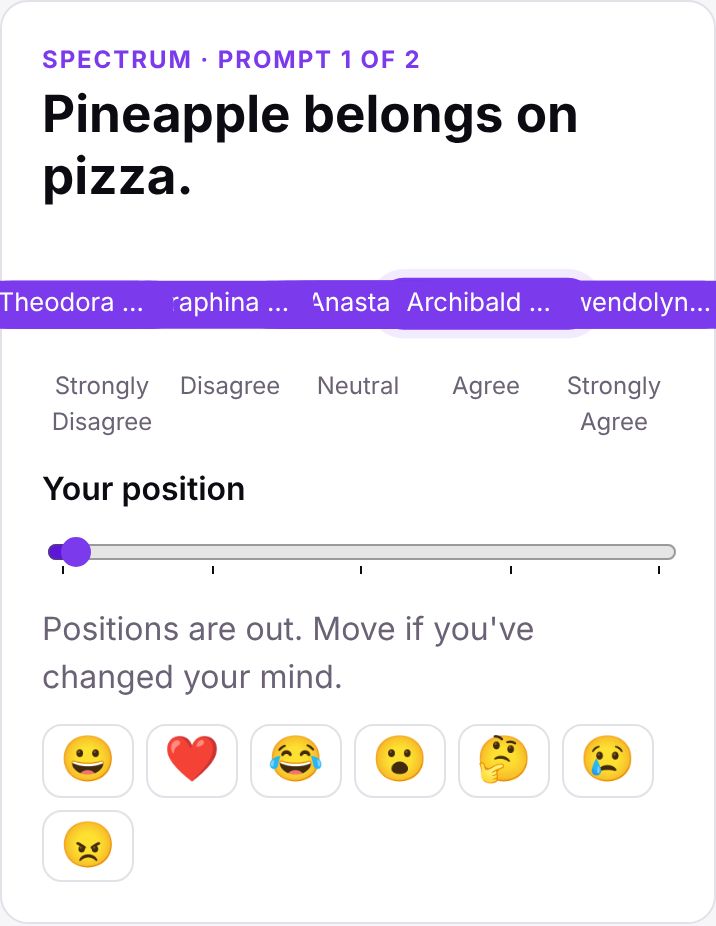 SPECTRUM · PROMPT 1 OF 2
Pineapple belongs on
pizza.
Theodora ... raphina ... Anasta Archibald ... wendolyn...
Strongly Disagree Neutral Agree Strongly
Disagree Agree
Your position
Positions are out. Move if you've
changed your mind.